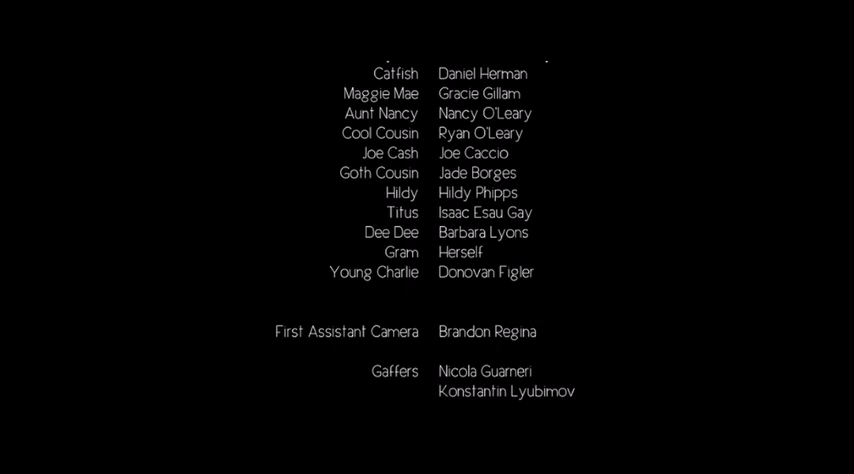 Catfish Daniel Herman
Maggie Mae Gracie Gillam
Aunt Nancy Nancy O'Leary
Cool Cousin Ryan O'Leary
Joe Cash Joe Caccio
Goth Cousin Jade Borges
Hildy Hildy Phipps
Titus Isaac Esau Gay
Dee Dee Barbara Lyons
Gram Herself
Young Charlie Donovan Figler
First Assistant Camera Brandon Regina
Gaffers Nicola Guarneri
Konstantin Lyubimov